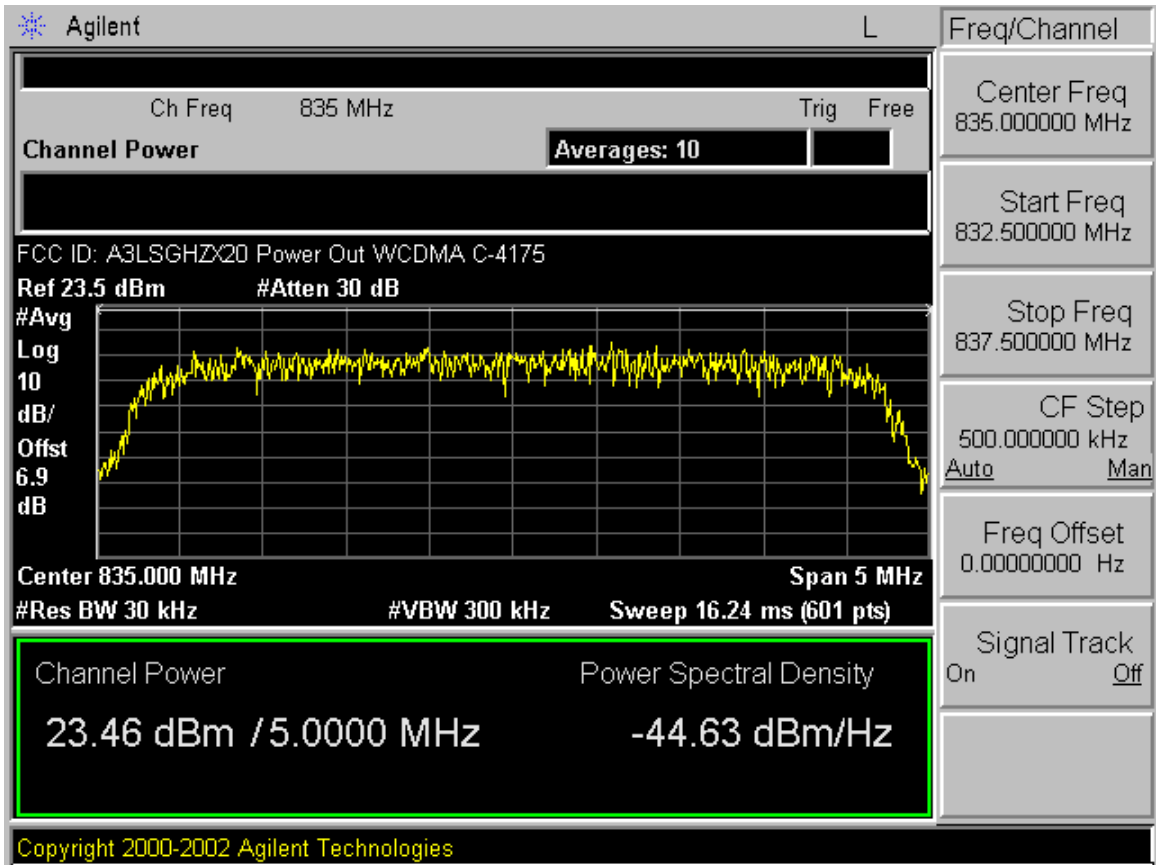 Agilent L
Ch Freq 835 MHz Trig Free
Channel Power Averages: 10
FCC ID: A3LSGHZX20 Power Out WCDMA C-4175
Ref 23.5 dBm #Atten 30 dB
#Avg
Log
10
dB/
Offst
6.9
dB
Center 835.000 MHz Span 5 MHz
#Res BW 30 kHz #VBW 300 kHz Sweep 16.24 ms (601 pts)
Channel Power Power Spectral Density
23.46 dBm / 5.0000 MHz -44.63 dBm/Hz
Copyright 2000-2002 Agilent Technologies
Freq/Channel
Center Freq
835.000000 MHz
Start Freq
832.500000 MHz
Stop Freq
837.500000 MHz
CF Step
500.000000 kHz
Auto Man
Freq Offset
0.00000000 Hz
Signal Track
On Off